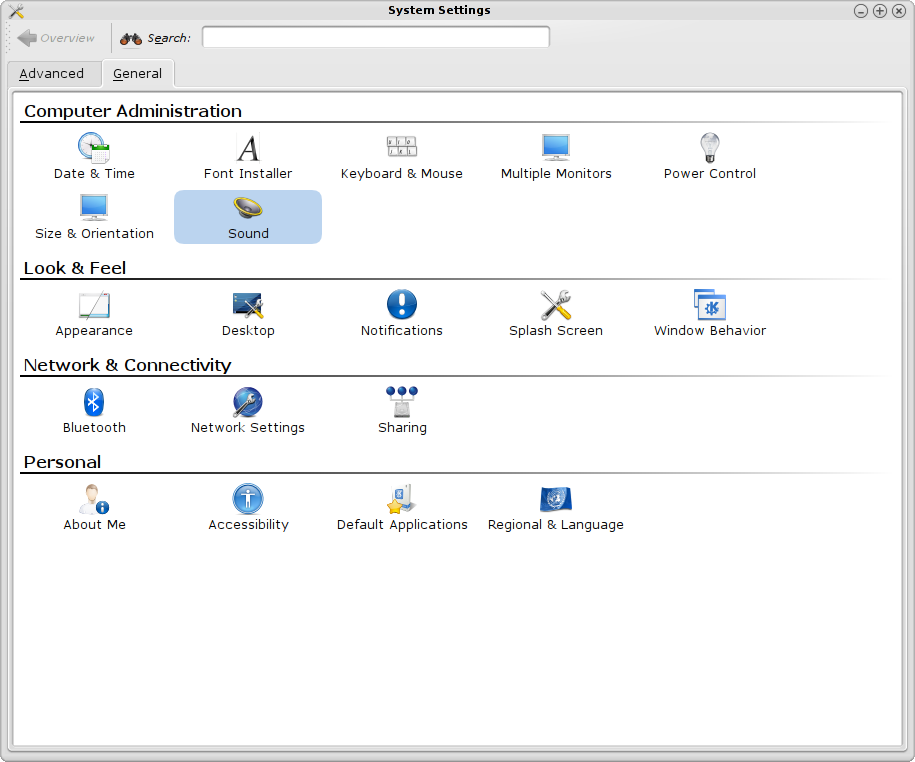 System Settings
Overview Search:
Advanced General
Computer Administration
Date & Time Font Installer Keyboard & Mouse Multiple Monitors Power Control
Size & Orientation Sound
Look & Feel
Appearance Desktop Notifications Splash Screen Window Behavior
Network & Connectivity
Bluetooth Network Settings Sharing
Personal
About Me Accessibility Default Applications Regional & Language